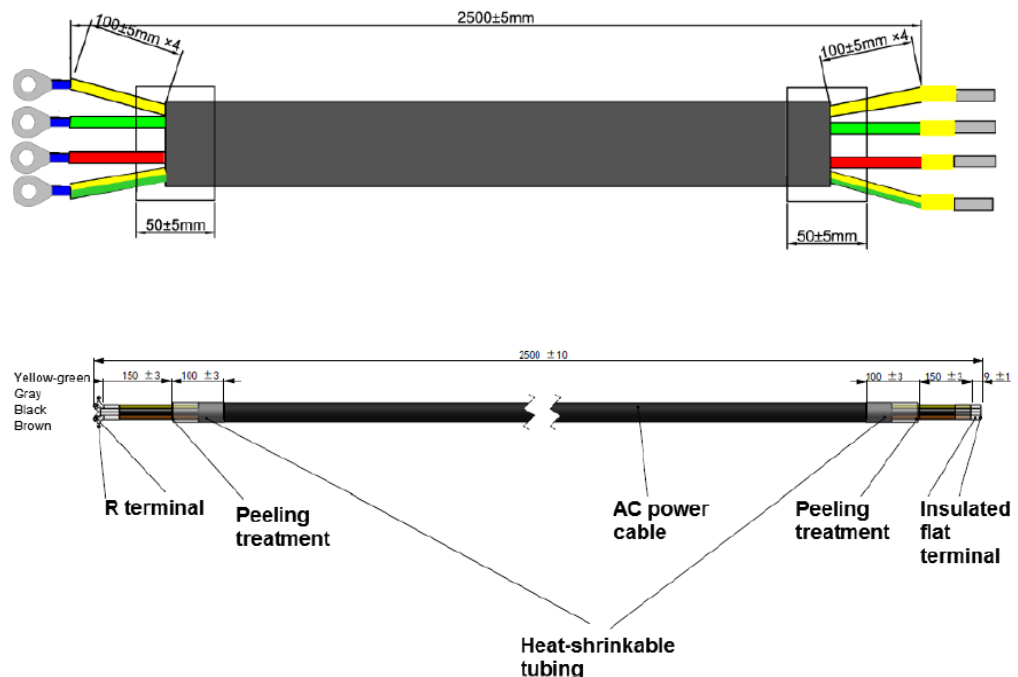 2500±5mm
100±5mm ×4
100±5mm ×4
50±5mm
50±5mm
2500 ±10
Yellow-green
150 ±3
100 ±3
100 ±3
150 ±3
9 ±1
Gray
Black
Brown
R terminal
Peeling
treatment
AC power
cable
Peeling
treatment
Insulated
flat
terminal
Heat-shrinkable
tubing